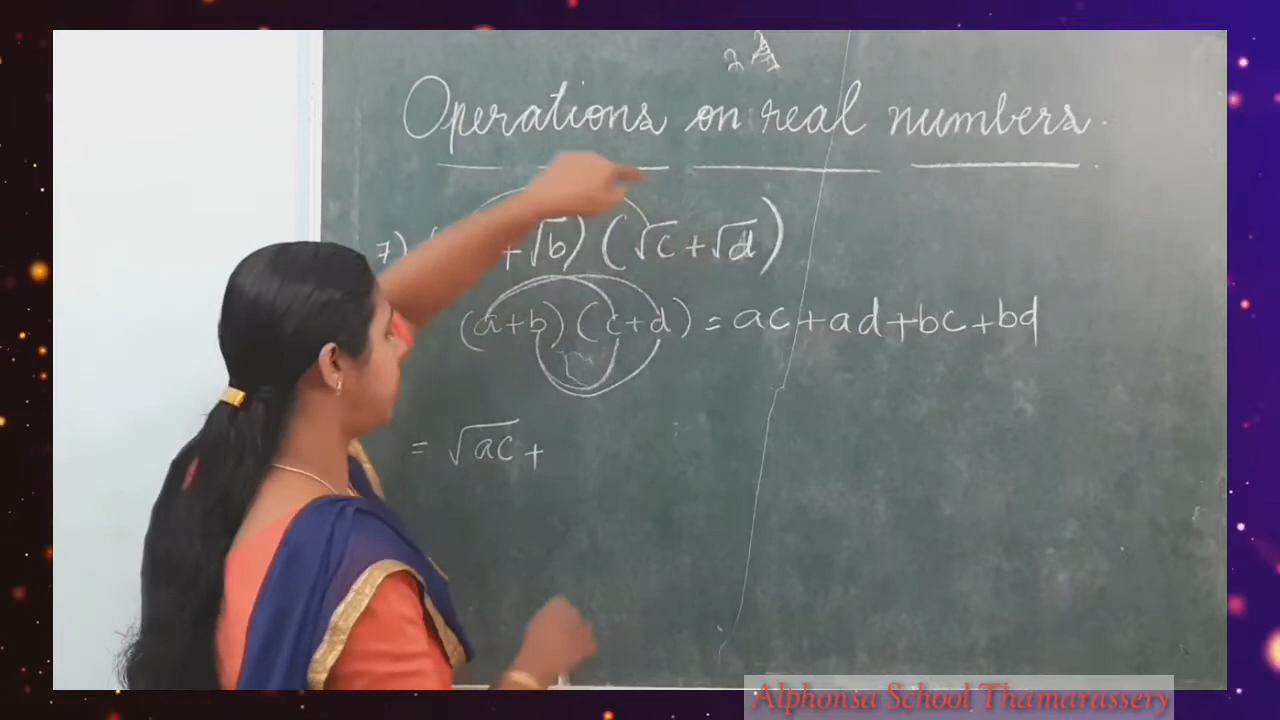 Operations on real numbers.
7) + √b) (√c + √d)
(a+b) (c+d) = ac + ad + bc + bd
= √ac +
Alphonsa School Thamarassery